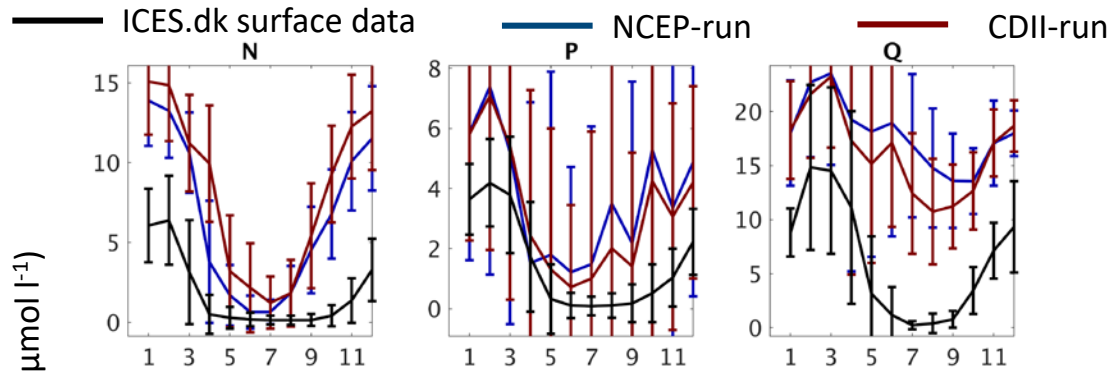 ICES.dk surface data NCEP-run CDII-run
N P Q
15 10 5 0
8 6 4 2 0
20 15 10 5 0
µmol l-1
1 3 5 7 9 11
1 3 5 7 9 11
1 3 5 7 9 11